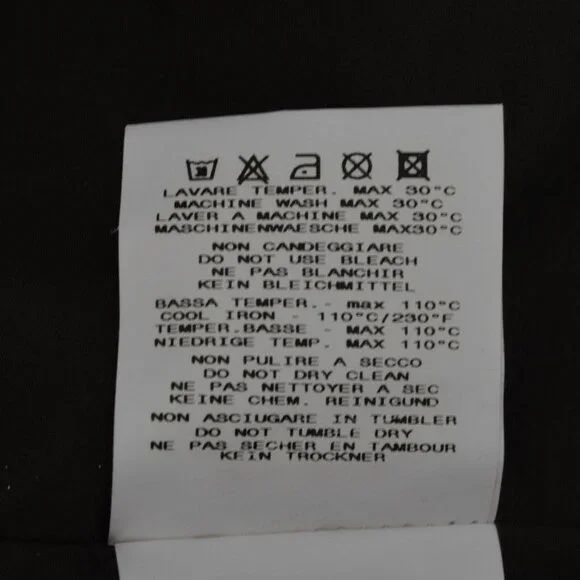 30
LAVARE TEMPER. MAX 30°C
MACHINE WASH MAX 30°C
LAVER A MACHINE MAX 30°C
MASCHINENWAESCHE MAX30°C
NON CANDEGGIARE
DO NOT USE BLEACH
NE PAS BLANCHIR
KEIN BLEICHMITTEL
BASSA TEMPER.- max 110°C
COOL IRON - 110°C/230°F
TEMPER.BASSE - MAX 110°C
NIEDRIGE TEMP. MAX 110°C
NON PULIRE A SECCO
DO NOT DRY CLEAN
NE PAS NETTOYER A SEC
KEINE CHEM. REINIGUND
NON ASCIUGARE IN TUMBLER
DO NOT TUMBLE DRY
NE PAS SECHER EN TAMBOUR
KEIN TROCKNER